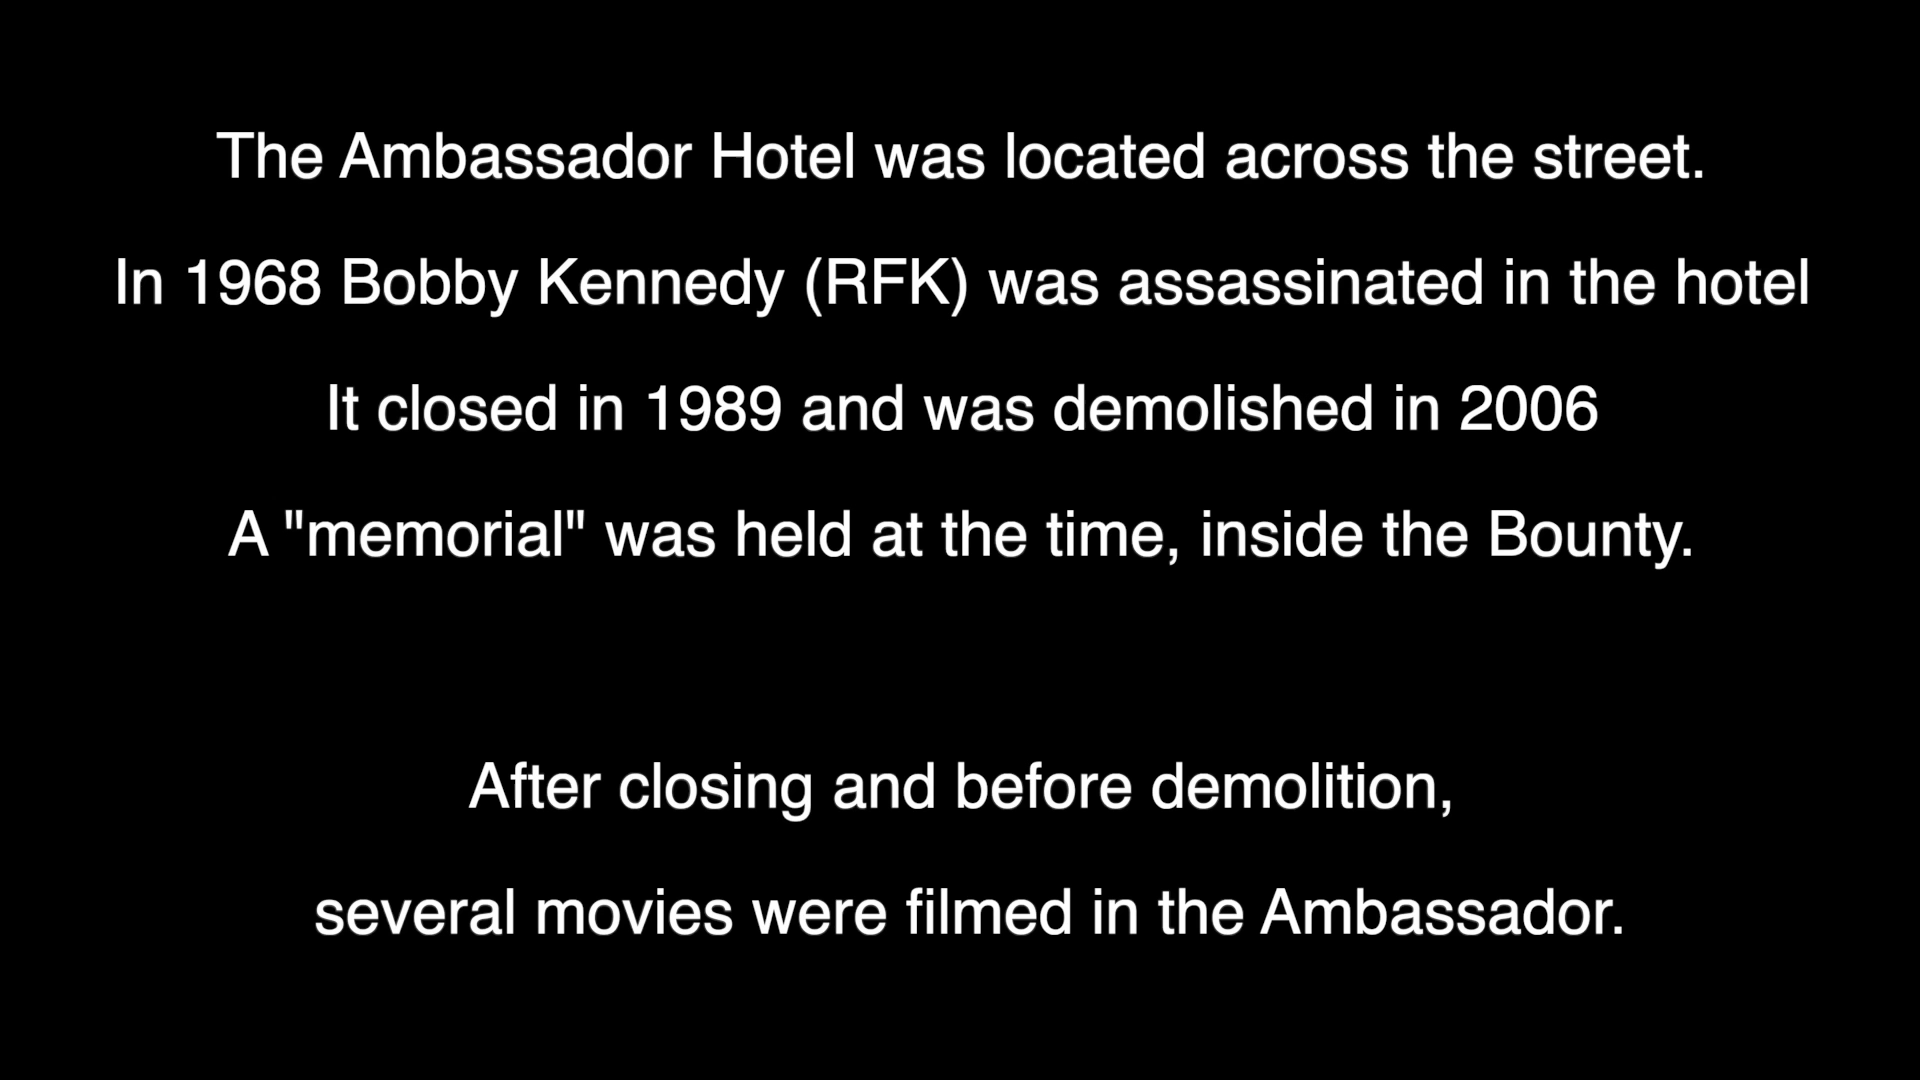 The Ambassador Hotel was located across the street.
In 1968 Bobby Kennedy (RFK) was assassinated in the hotel
It closed in 1989 and was demolished in 2006
A "memorial" was held at the time, inside the Bounty.
After closing and before demolition,
several movies were filmed in the Ambassador.